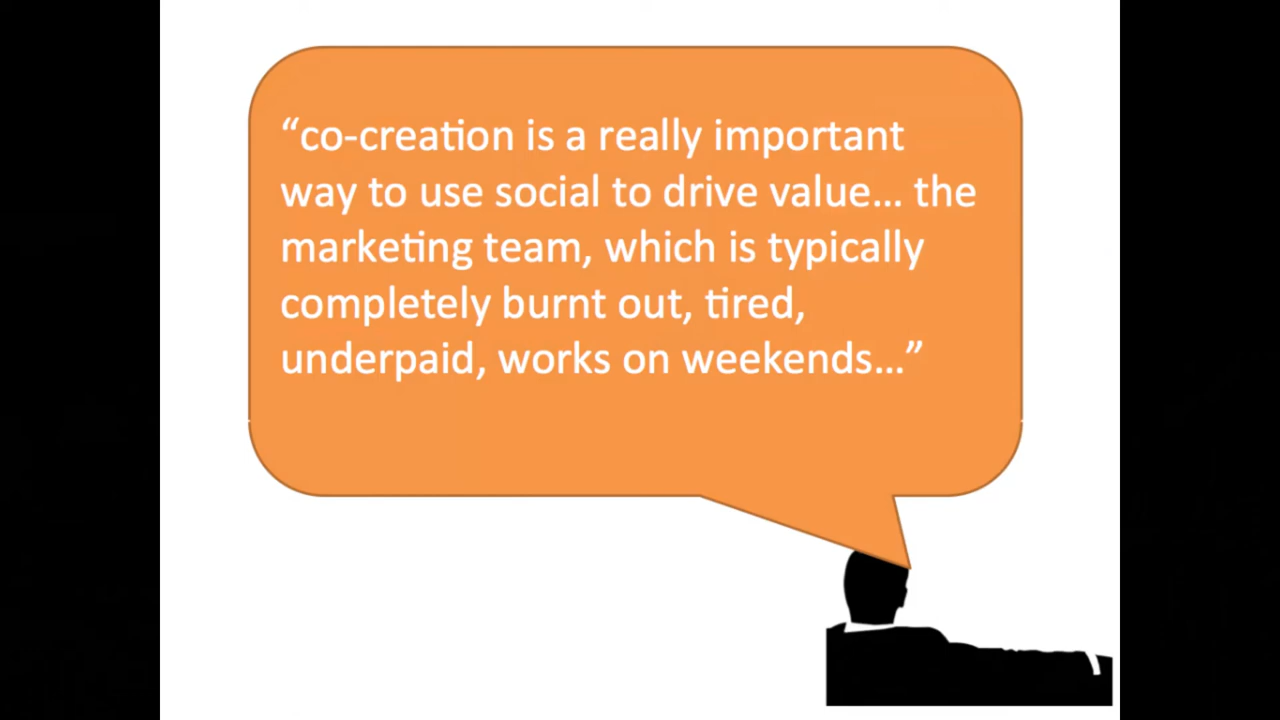 “co-creation is a really important
way to use social to drive value… the
marketing team, which is typically
completely burnt out, tired,
underpaid, works on weekends…”